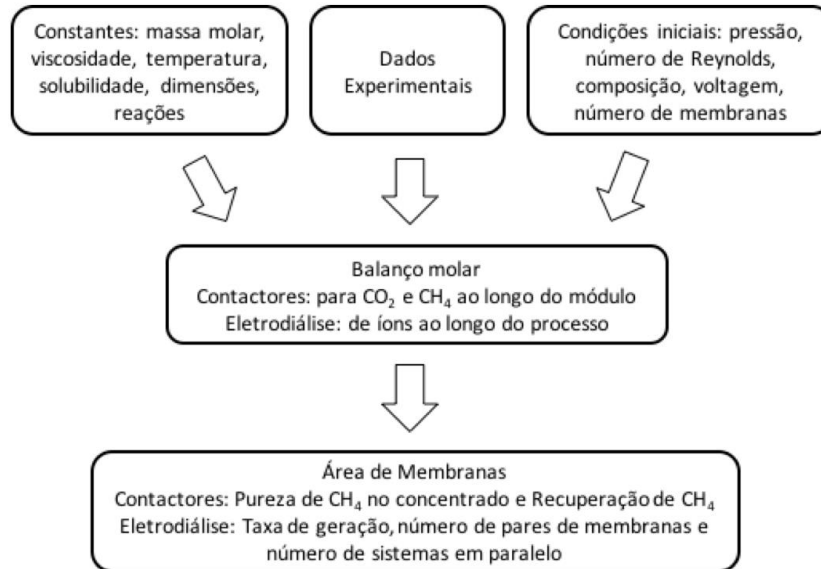 Constantes: massa molar,
viscosidade, temperatura,
solubilidade, dimensões,
reações
Dados
Experimentais
Condições iniciais: pressão,
número de Reynolds,
composição, voltagem,
número de membranas
Balanço molar
Contactores: para CO₂ e CH₄ ao longo do módulo
Eletrodiálise: de íons ao longo do processo
Área de Membranas
Contactores: Pureza de CH₄ no concentrado e Recuperação de CH₄
Eletrodiálise: Taxa de geração, número de pares de membranas e
número de sistemas em paralelo